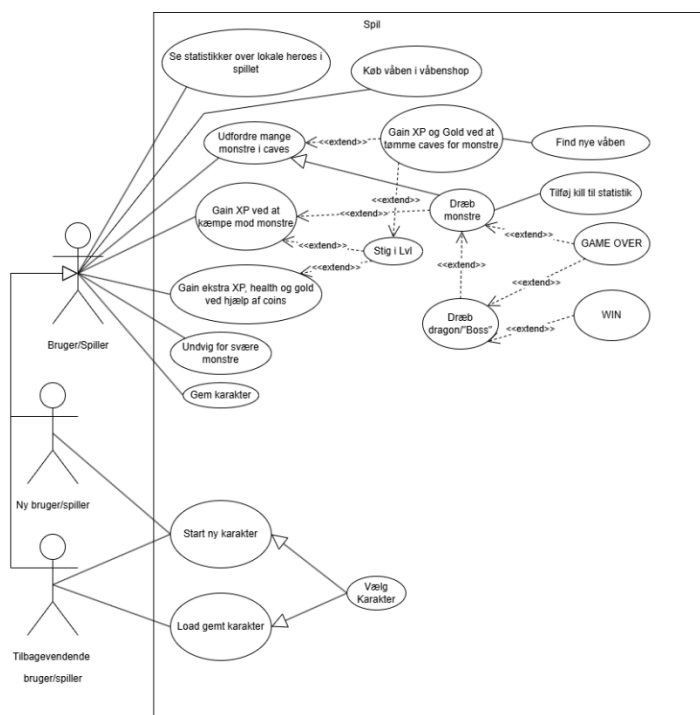 Spil
Se statistikker over lokale heroes i
spillet
Køb våben i våbenshop
Udfordre mange
monstre i caves
<<extend>>
Gain XP og Gold ved at
tømme caves for monstre
Find nye våben
<<extend>>
Gain XP ved at
kæmpe mod monstre
<<extend>>
Dræb
monstre
Tilføj kill til statistik
<<extend>>
GAME OVER
<<extend>>
Stig i Lvl
<<extend>>
Gain ekstra XP, health og gold
ved hjælp af coins
<<extend>>
<<extend>>
Dræb
dragon/"Boss"
<<extend>>
WIN
Bruger/Spiller
Undvig for svære
monstre
Gem karakter
Ny bruger/spiller
Start ny karakter
Vælg
Karakter
Load gemt karakter
Tilbagevendende
bruger/spiller